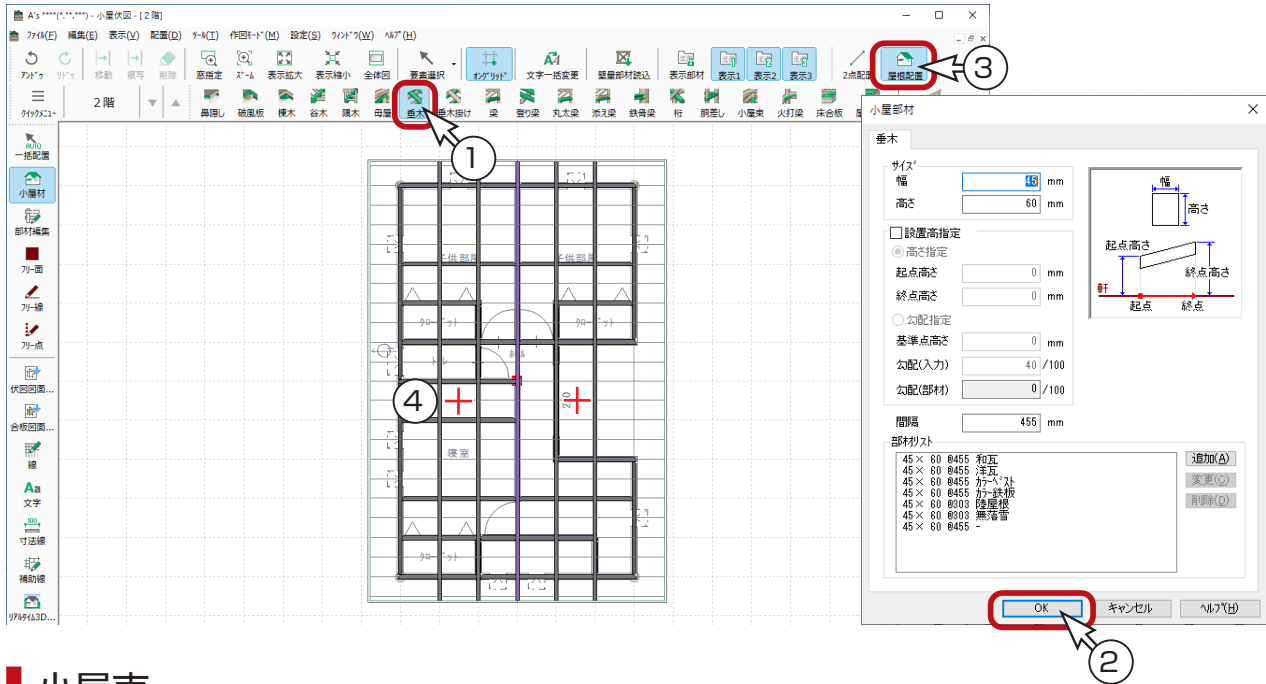 A's ****(*.**.***) - 小屋伏図 - [2 階]
ﾌｧｲﾙ(F) 編集(E) 表示(V) 配置(D) ﾂｰﾙ(T) 作図ﾓｰﾄﾞ(M) 設定(S) ｳｨﾝﾄﾞｳ(W) ﾍﾙﾌﾟ(H)
ｱﾝﾄﾞｩ ﾘﾄﾞｩ 移動 複写 削除 窓指定 ｽﾞｰﾑ 表示拡大 表示縮小 全体図 要素選択 ｵﾝｸﾞﾘｯﾄﾞ 文字一括変更 壁量部材読込 表示部材 表示1 表示2 表示3 2点配置 屋根配置
③
ｸｲｯｸﾒﾆｭｰ 2 階 鼻隠し 破風板 棟木 谷木 隅木 母屋 垂木 垂木掛け 梁 登り梁 丸太梁 添え梁 鉄骨梁 桁 胴差し 小屋束 火打梁 床合板
①
AUTO
一括配置
小屋材
部材編集
ﾌﾘｰ面
ﾌﾘｰ線
ﾌﾘｰ点
伏図図面...
合板図面...
線
Aa
文字
100
寸法線
補助線
ﾘｱﾙﾀｲﾑ3D...
子供部屋 子供部屋
ｸﾛｰｾﾞｯﾄ ｸﾛｰｾﾞｯﾄ
ﾄｲﾚ ﾎｰﾙ
④
寝室
ｸﾛｰｾﾞｯﾄ
小屋部材
垂木
ｻｲｽﾞ
幅 45 mm
高さ 60 mm
設置高指定
高さ指定
起点高さ 0 mm
終点高さ 0 mm
勾配指定
基準点高さ 0 mm
勾配(入力) 40 /100
勾配(部材) 0 /100
間隔 455 mm
幅
高さ
起点高さ
終点高さ
軒
起点 終点
部材ﾘｽﾄ
45× 60 @455 和瓦
45× 60 @455 洋瓦
45× 60 @455 ｶﾗｰﾍﾞｽﾄ
45× 60 @455 ｶﾗｰ鉄板
45× 60 @303 陸屋根
45× 60 @303 無落雪
45× 60 @455 -
追加(A)
変更(C)
削除(D)
OK キャンセル ﾍﾙﾌﾟ(H)
②
小屋束